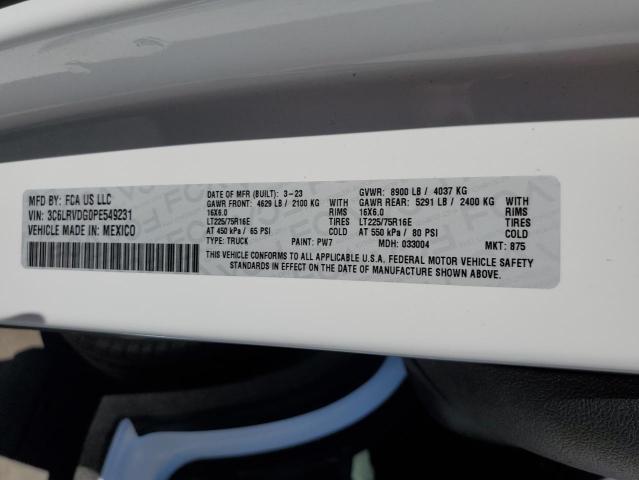 MFD BY: FCA US LLC
VIN: 3C6LRVDG0PE549231
VEHICLE MADE IN: MEXICO
DATE OF MFR (BUILT): 3-23
GVWR: 8900 LB / 4037 KG
GAWR FRONT: 4629 LB / 2100 KG WITH
GAWR REAR: 5291 LB / 2400 KG WITH
16X6.0 RIMS
16X6.0 RIMS
LT225/75R16E TIRES
LT225/75R16E TIRES
AT 450 kPa / 65 PSI COLD
AT 550 kPa / 80 PSI COLD
TYPE: TRUCK PAINT: PW7 MDH: 033004 MKT: 875
THIS VEHICLE CONFORMS TO ALL APPLICABLE U.S.A. FEDERAL MOTOR VEHICLE SAFETY
STANDARDS IN EFFECT ON THE DATE OF MANUFACTURE SHOWN ABOVE.